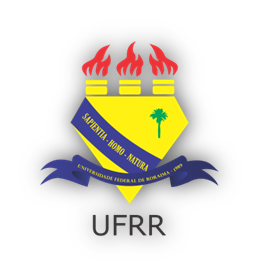 SAPIENTIA - HOMO - NATURA
UNIVERSIDADE FEDERAL DE RORAIMA - 1989
UFRR